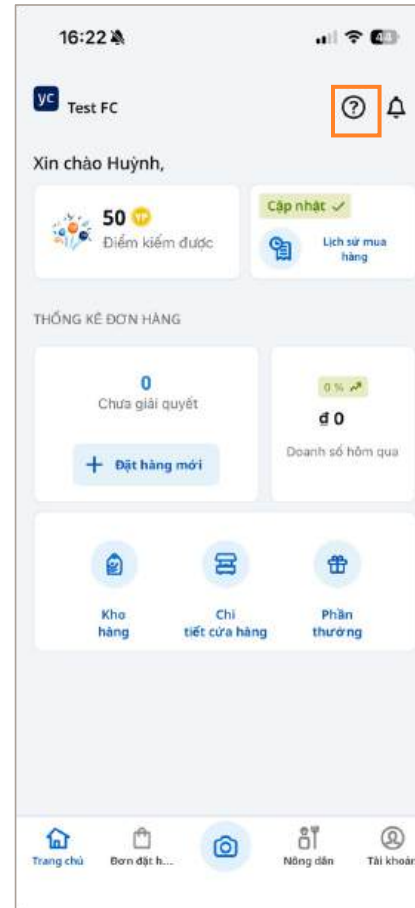 16:22
43
yc Test FC
Xin chào Huỳnh,
50
Điểm kiếm được
Cập nhật
Lịch sử mua
hàng
THỐNG KÊ ĐƠN HÀNG
0
Chưa giải quyết
+ Đặt hàng mới
0 %
₫ 0
Doanh số hôm qua
Kho
hàng
Chi
tiết cửa hàng
Phần
thưởng
Trang chủ
Đơn đặt h...
Nông dân
Tài khoản